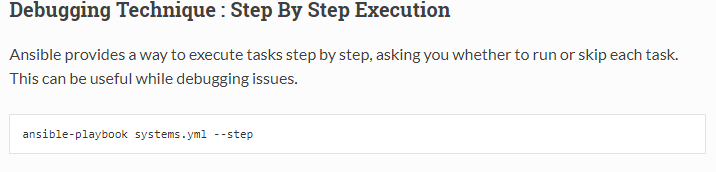 Debugging Technique : Step By Step Execution
Ansible provides a way to execute tasks step by step, asking you whether to run or skip each task.
This can be useful while debugging issues.
ansible-playbook systems.yml --step